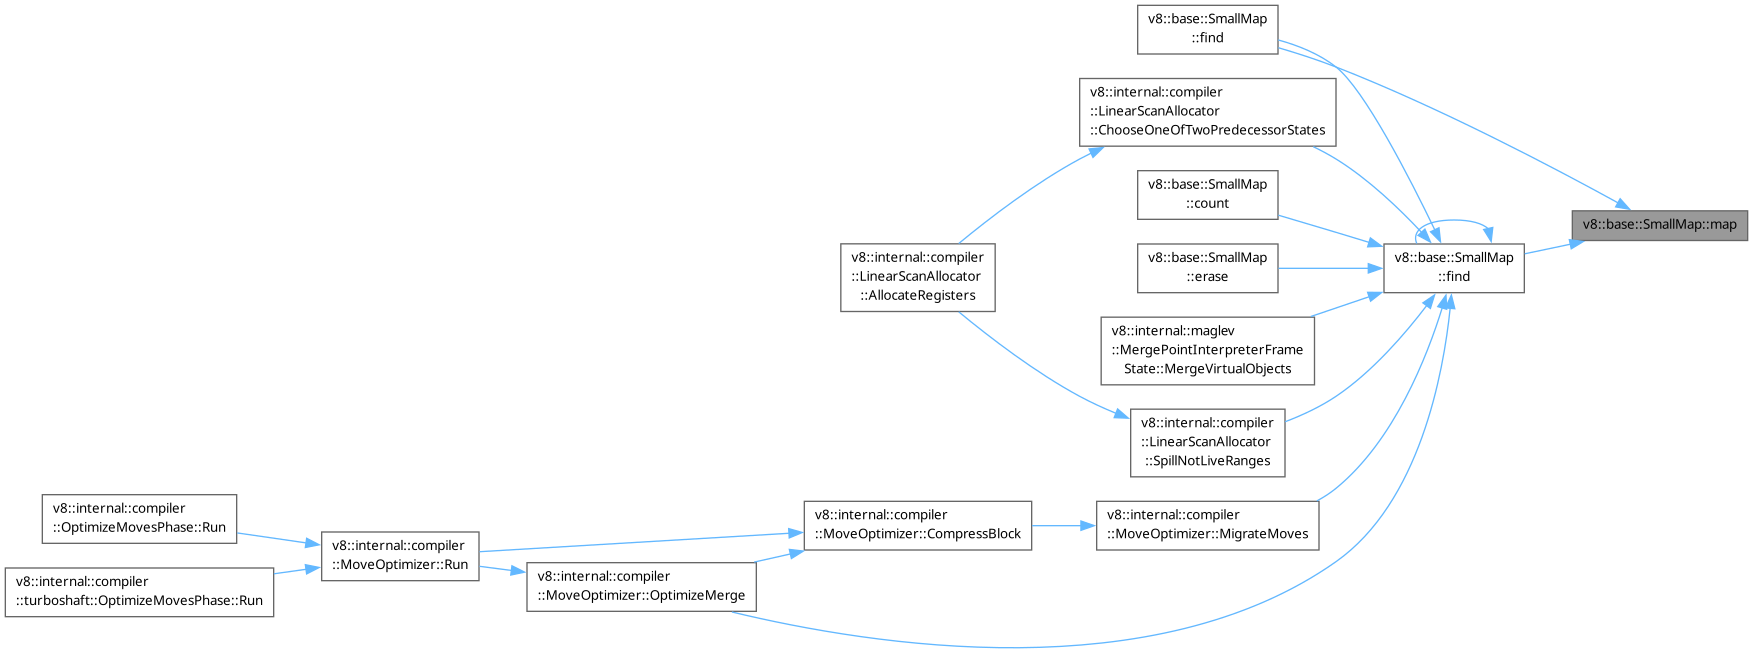 v8::base::SmallMap
::find
v8::internal::compiler
::LinearScanAllocator
::ChooseOneOfTwoPredecessorStates
v8::base::SmallMap
::count
v8::base::SmallMap::map
v8::internal::compiler
::LinearScanAllocator
::AllocateRegisters
v8::base::SmallMap
::erase
v8::base::SmallMap
::find
v8::internal::maglev
::MergePointInterpreterFrame
State::MergeVirtualObjects
v8::internal::compiler
::LinearScanAllocator
::SpillNotLiveRanges
v8::internal::compiler
::OptimizeMovesPhase::Run
v8::internal::compiler
::turboshaft::OptimizeMovesPhase::Run
v8::internal::compiler
::MoveOptimizer::Run
v8::internal::compiler
::MoveOptimizer::OptimizeMerge
v8::internal::compiler
::MoveOptimizer::CompressBlock
v8::internal::compiler
::MoveOptimizer::MigrateMoves